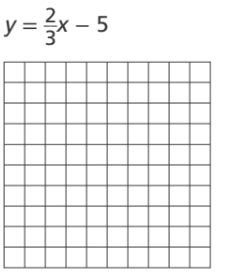 y = 2/3x − 5